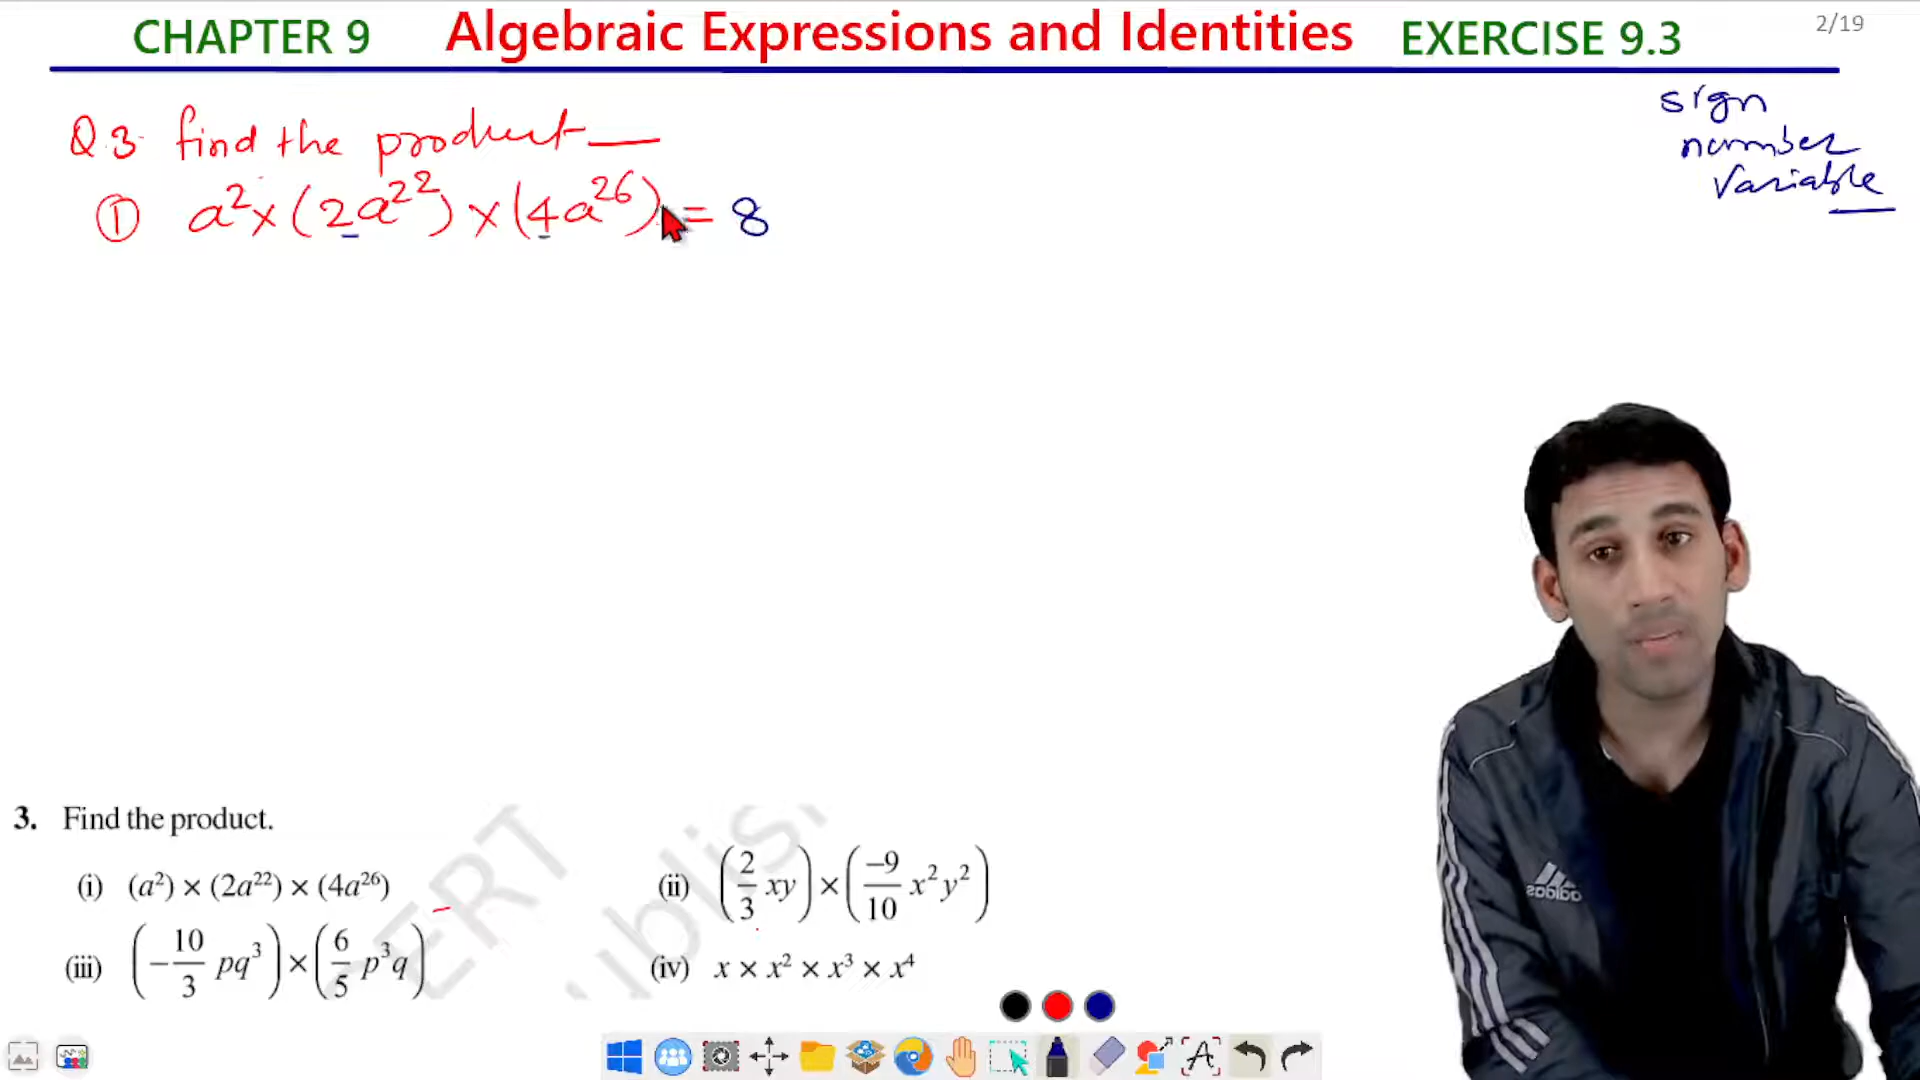 CHAPTER 9 Algebraic Expressions and Identities EXERCISE 9.3 2/19
sign
number
variable
Q.3. find the product
① a² × (2a²²) × (4a²⁶) = 8
3. Find the product.
(i) (a²) × (2a²²) × (4a²⁶) (ii) (2/3 xy) × (-9/10 x²y²)
(iii) (-10/3 pq³) × (6/5 p³q) (iv) x × x² × x³ × x⁴
adidas